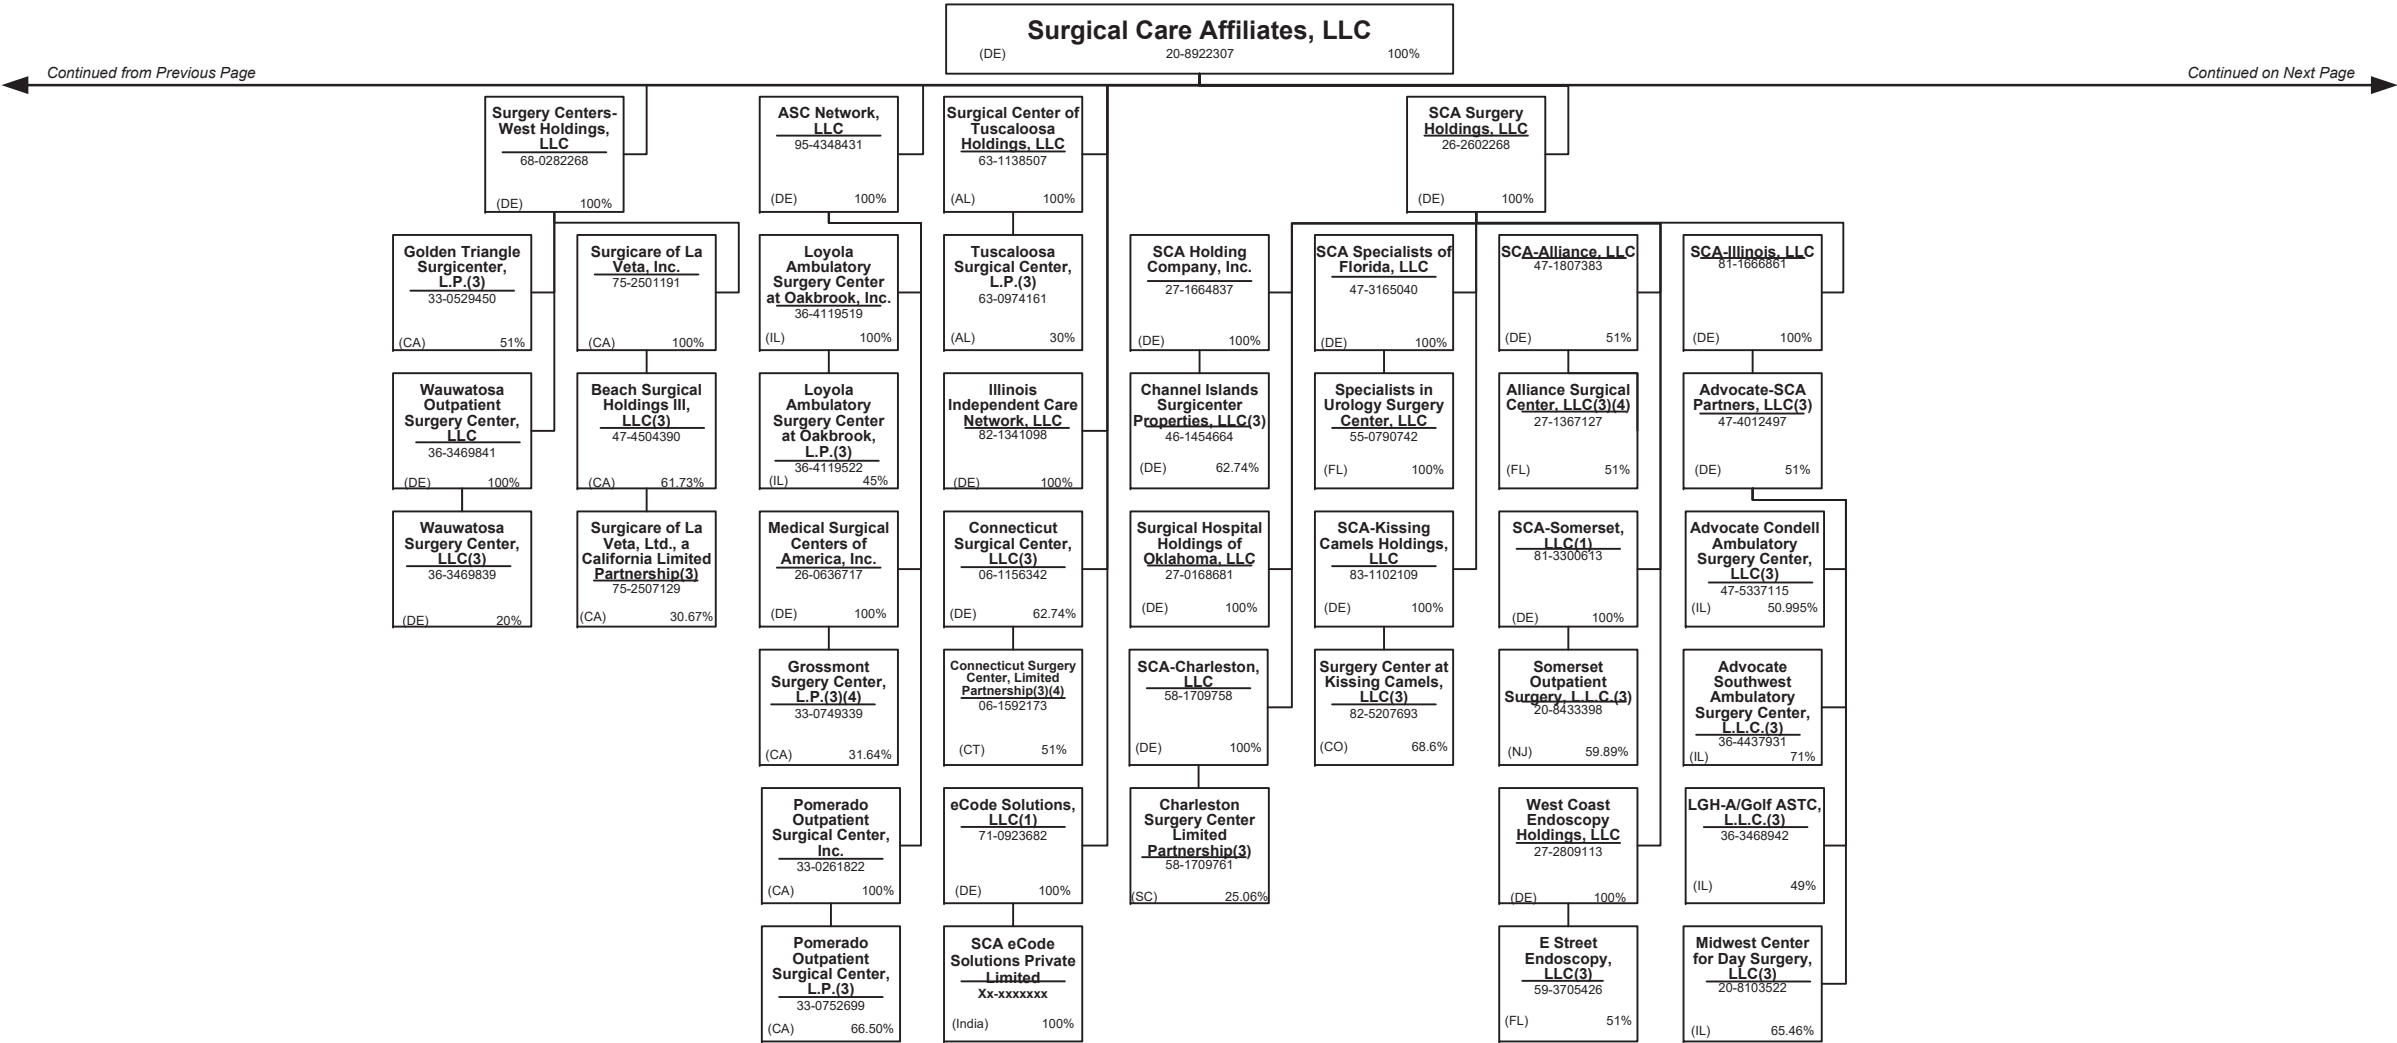 Surgical Care Affiliates, LLC
(DE) 20-8922307 100%
Continued from Previous Page
Continued on Next Page
Surgery Centers-
West Holdings,
LLC
68-0282268
(DE) 100%
ASC Network,
LLC
95-4348431
(DE) 100%
Surgical Center of
Tuscaloosa
Holdings, LLC
63-1138507
(AL) 100%
SCA Surgery
Holdings, LLC
26-2602268
(DE) 100%
Golden Triangle
Surgicenter,
L.P.(3)
33-0529450
(CA) 51%
Surgicare of La
Veta, Inc.
75-2501191
(CA) 100%
Loyola
Ambulatory
Surgery Center
at Oakbrook, Inc.
36-4119519
(IL) 100%
Tuscaloosa
Surgical Center,
L.P.(3)
63-0974161
(AL) 30%
SCA Holding
Company, Inc.
27-1664837
(DE) 100%
SCA Specialists of
Florida, LLC
47-3165040
(DE) 100%
SCA-Alliance, LLC
47-1807383
(DE) 51%
SCA-Illinois, LLC
81-1666861
(DE) 100%
Wauwatosa
Outpatient
Surgery Center,
LLC
36-3469841
(DE) 100%
Beach Surgical
Holdings III,
LLC(3)
47-4504390
(CA) 61.73%
Loyola
Ambulatory
Surgery Center
at Oakbrook,
L.P.(3)
36-4119522
(IL) 45%
Illinois
Independent Care
Network, LLC
82-1341098
(DE) 100%
Channel Islands
Surgicenter
Properties, LLC(3)
46-1454664
(DE) 62.74%
Specialists in
Urology Surgery
Center, LLC
55-0790742
(FL) 100%
Alliance Surgical
Center, LLC(3)(4)
27-1367127
(FL) 51%
Advocate-SCA
Partners, LLC(3)
47-4012497
(DE) 51%
Wauwatosa
Surgery Center,
LLC(3)
36-3469839
(DE) 20%
Surgicare of La
Veta, Ltd., a
California Limited
Partnership(3)
75-2507129
(CA) 30.67%
Medical Surgical
Centers of
America, Inc.
26-0636717
(DE) 100%
Connecticut
Surgical Center,
LLC(3)
06-1156342
(DE) 62.74%
Surgical Hospital
Holdings of
Oklahoma, LLC
27-0168681
(DE) 100%
SCA-Kissing
Camels Holdings,
LLC
83-1102109
(DE) 100%
SCA-Somerset,
LLC(1)
81-3300613
(DE) 100%
Advocate Condell
Ambulatory
Surgery Center,
LLC(3)
47-5337115
(IL) 50.995%
Grossmont
Surgery Center,
L.P.(3)(4)
33-0749339
(CA) 31.64%
Connecticut Surgery
Center, Limited
Partnership(3)(4)
06-1592173
(CT) 51%
SCA-Charleston,
LLC
58-1709758
(DE) 100%
Surgery Center at
Kissing Camels,
LLC(3)
82-5207693
(CO) 68.6%
Somerset
Outpatient
Surgery, L.L.C.(3)
20-8433398
(NJ) 59.89%
Advocate
Southwest
Ambulatory
Surgery Center,
L.L.C.(3)
36-4437931
(IL) 71%
Pomerado
Outpatient
Surgical Center,
Inc.
33-0261822
(CA) 100%
eCode Solutions,
LLC(1)
71-0923682
(DE) 100%
Charleston
Surgery Center
Limited
Partnership(3)
58-1709761
(SC) 25.06%
West Coast
Endoscopy
Holdings, LLC
27-2809113
(DE) 100%
LGH-A/Golf ASTC,
L.L.C.(3)
36-3468942
(IL) 49%
Pomerado
Outpatient
Surgical Center,
L.P.(3)
33-0752699
(CA) 66.50%
SCA eCode
Solutions Private
Limited
Xx-xxxxxxx
(India) 100%
E Street
Endoscopy,
LLC(3)
59-3705426
(FL) 51%
Midwest Center
for Day Surgery,
LLC(3)
20-8103522
(IL) 65.46%